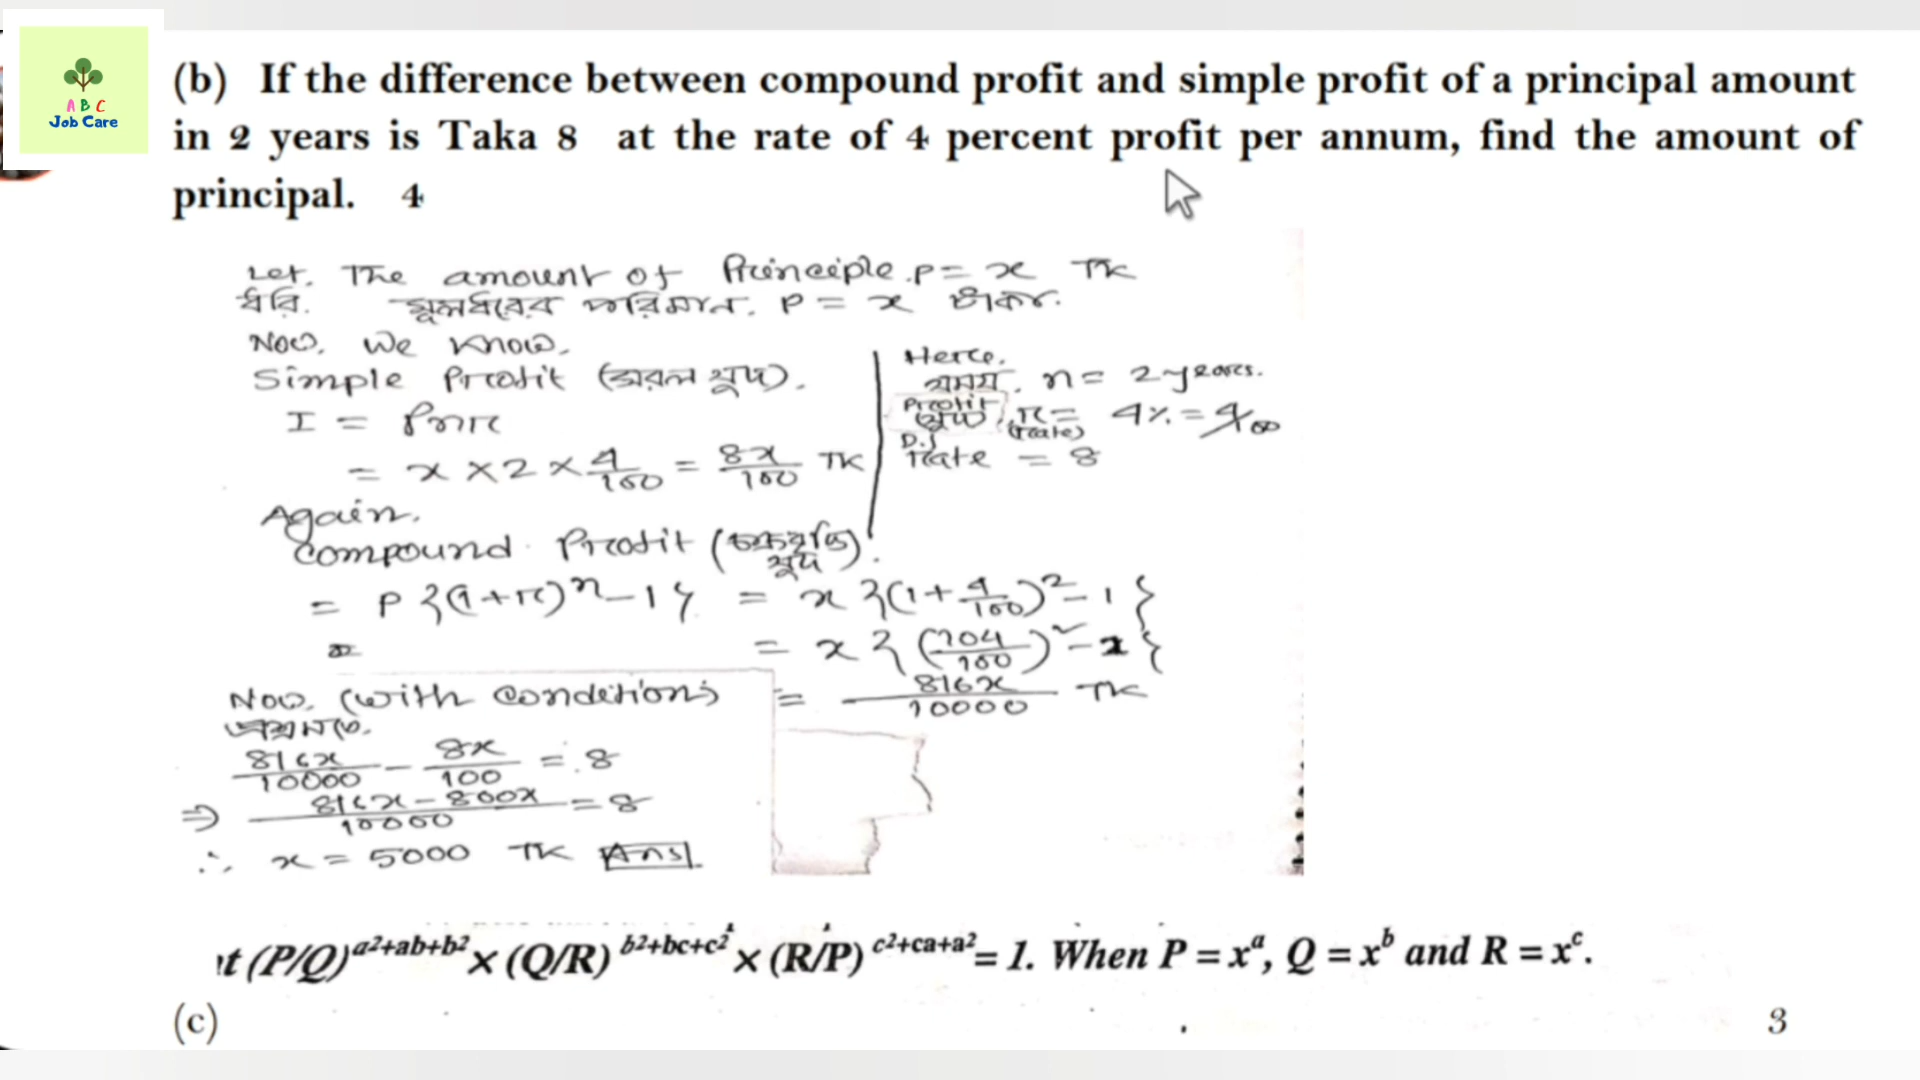 A B C
Job Care
(b) If the difference between compound profit and simple profit of a principal amount
in 2 years is Taka 8 at the rate of 4 percent profit per annum, find the amount of
principal. 4
Let, The amount of Principle. P = x TK
ধরি. মূলধনের পরিমান. P = x টাকা.
Now, We know,
Simple Profit (সরল সুদ).
I = Pnr
= x × 2 × 4/100 = 8x/100 TK
Here,
সময়, n = 2 years.
Profit সুদ, r = 4% = 4/100
(rate)
D.f
rate = 8
Again,
Compound Profit (চক্রবৃদ্ধি সুদ).
= P {(1+r)^n - 1} = x {(1 + 4/100)^2 - 1}
= = x {(104/100)^2 - 1}
= 816x/10000 TK
Now, (with conditions)
প্রশ্নমতে.
816x/10000 - 8x/100 = 8
⇒ 816x - 800x/10000 = 8
∴ x = 5000 TK Ans.
t (P/Q)^a2+ab+b2 × (Q/R)^b2+bc+c2 × (R/P)^c2+ca+a2 = 1. When P = x^a, Q = x^b and R = x^c.
(c) 3